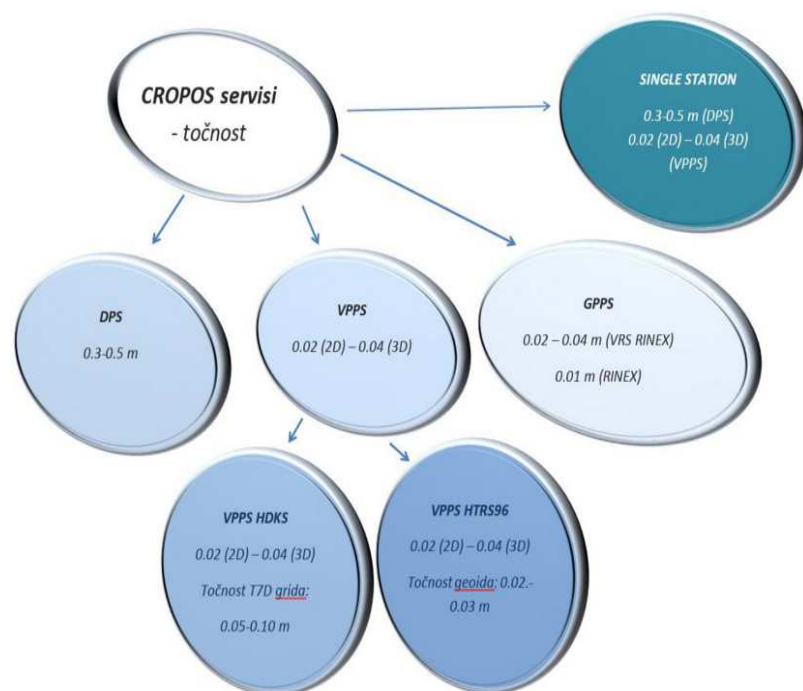 CROPOS servisi
- točnost
SINGLE STATION
0.3-0.5 m (DPS)
0.02 (2D) – 0.04 (3D)
(VPPS)
DPS
0.3-0.5 m
VPPS
0.02 (2D) – 0.04 (3D)
GPPS
0.02 – 0.04 m (VRS RINEX)
0.01 m (RINEX)
VPPS HDKS
0.02 (2D) – 0.04 (3D)
Točnost T7D grida:
0.05-0.10 m
VPPS HTRS96
0.02 (2D) – 0.04 (3D)
Točnost geoida: 0.02.-
0.03 m